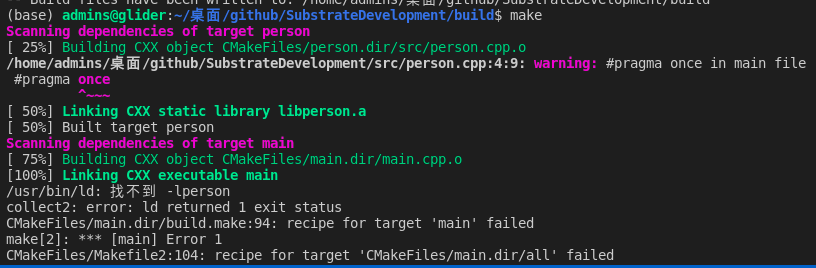 -- Build files have been written to: /home/admins/桌面/github/SubstrateDevelopment/build
(base) admins@glider:~/桌面/github/SubstrateDevelopment/build$ make
Scanning dependencies of target person
[ 25%] Building CXX object CMakeFiles/person.dir/src/person.cpp.o
/home/admins/桌面/github/SubstrateDevelopment/src/person.cpp:4:9: warning: #pragma once in main file
 #pragma once
         ^~~~
[ 50%] Linking CXX static library libperson.a
[ 50%] Built target person
Scanning dependencies of target main
[ 75%] Building CXX object CMakeFiles/main.dir/main.cpp.o
[100%] Linking CXX executable main
/usr/bin/ld: 找不到 -lperson
collect2: error: ld returned 1 exit status
CMakeFiles/main.dir/build.make:94: recipe for target 'main' failed
make[2]: *** [main] Error 1
CMakeFiles/Makefile2:104: recipe for target 'CMakeFiles/main.dir/all' failed